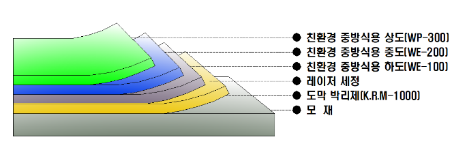 ● 친환경 중방식용 상도(WP-300)
● 친환경 중방식용 중도(WE-200)
● 친환경 중방식용 하도(WE-100)
● 레이저 세정
● 도막 박리제(K.R.M-1000)
● 모 재